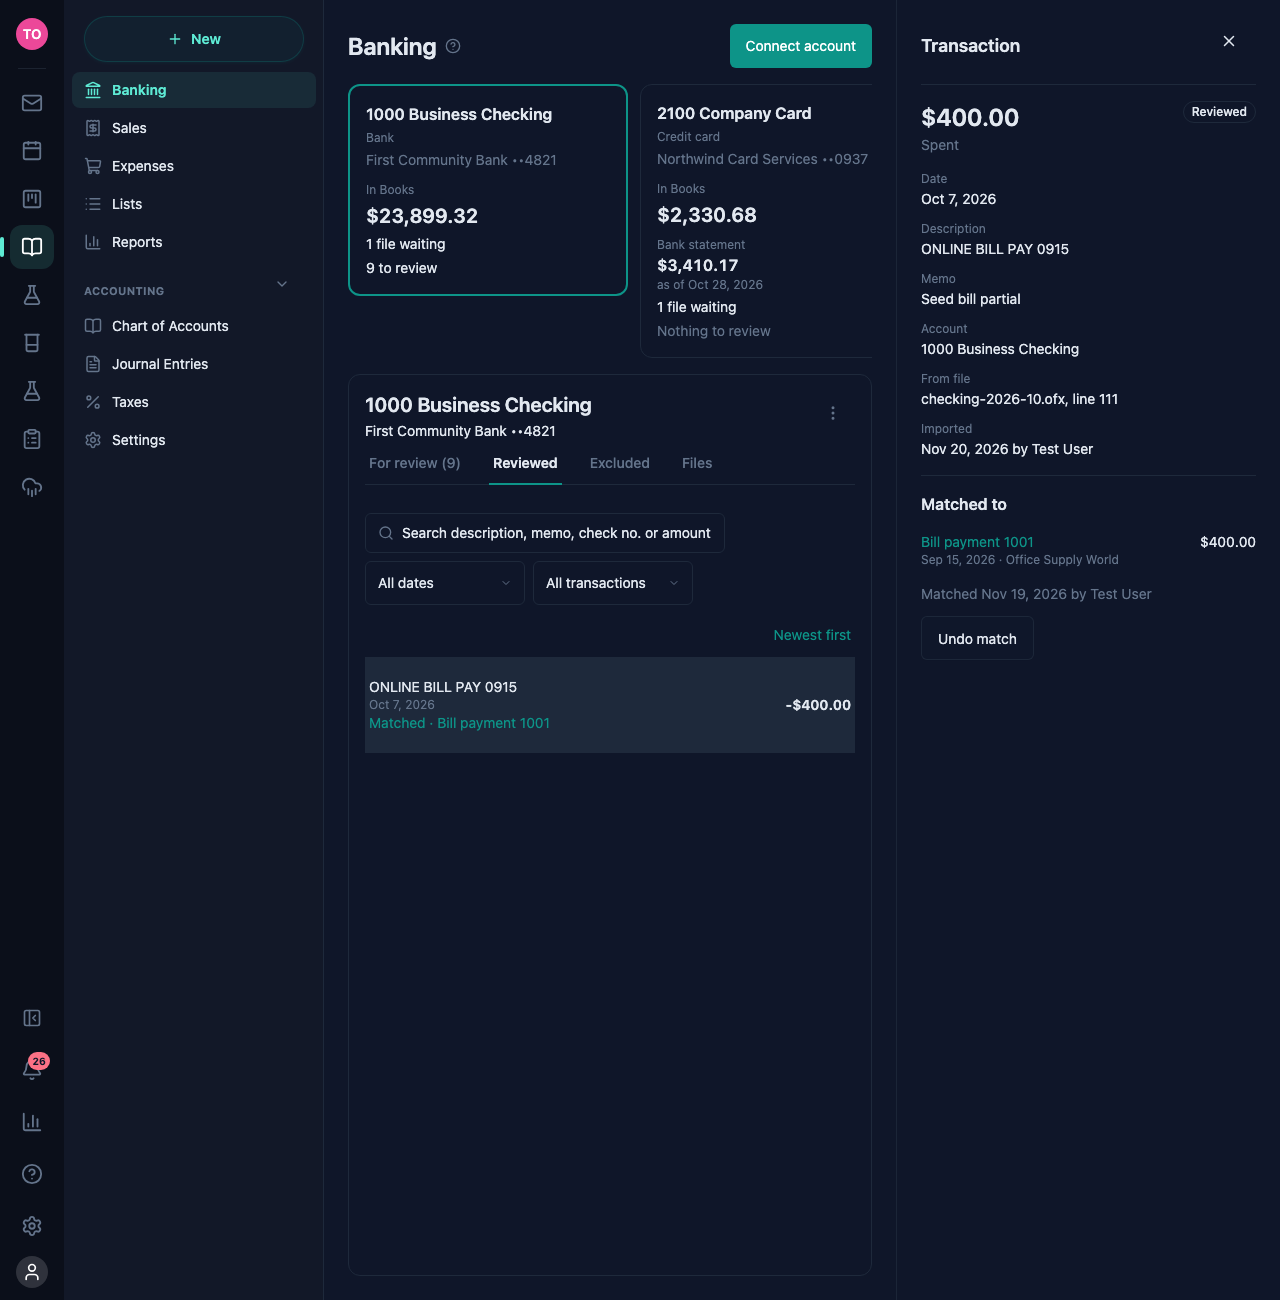 TO
New
Banking
Sales
Expenses
Lists
Reports
ACCOUNTING
Chart of Accounts
Journal Entries
Taxes
Settings
26
Banking
Connect account
1000 Business Checking
Bank
First Community Bank ••4821
In Books
$23,899.32
1 file waiting
9 to review
2100 Company Card
Credit card
Northwind Card Services ••0937
In Books
$2,330.68
Bank statement
$3,410.17
as of Oct 28, 2026
1 file waiting
Nothing to review
1000 Business Checking
First Community Bank ••4821
For review (9)
Reviewed
Excluded
Files
Search description, memo, check no. or amount
All dates
All transactions
Newest first
ONLINE BILL PAY 0915
Oct 7, 2026
-$400.00
Matched · Bill payment 1001
Transaction
$400.00
Reviewed
Spent
Date
Oct 7, 2026
Description
ONLINE BILL PAY 0915
Memo
Seed bill partial
Account
1000 Business Checking
From file
checking-2026-10.ofx, line 111
Imported
Nov 20, 2026 by Test User
Matched to
Bill payment 1001
$400.00
Sep 15, 2026 · Office Supply World
Matched Nov 19, 2026 by Test User
Undo match